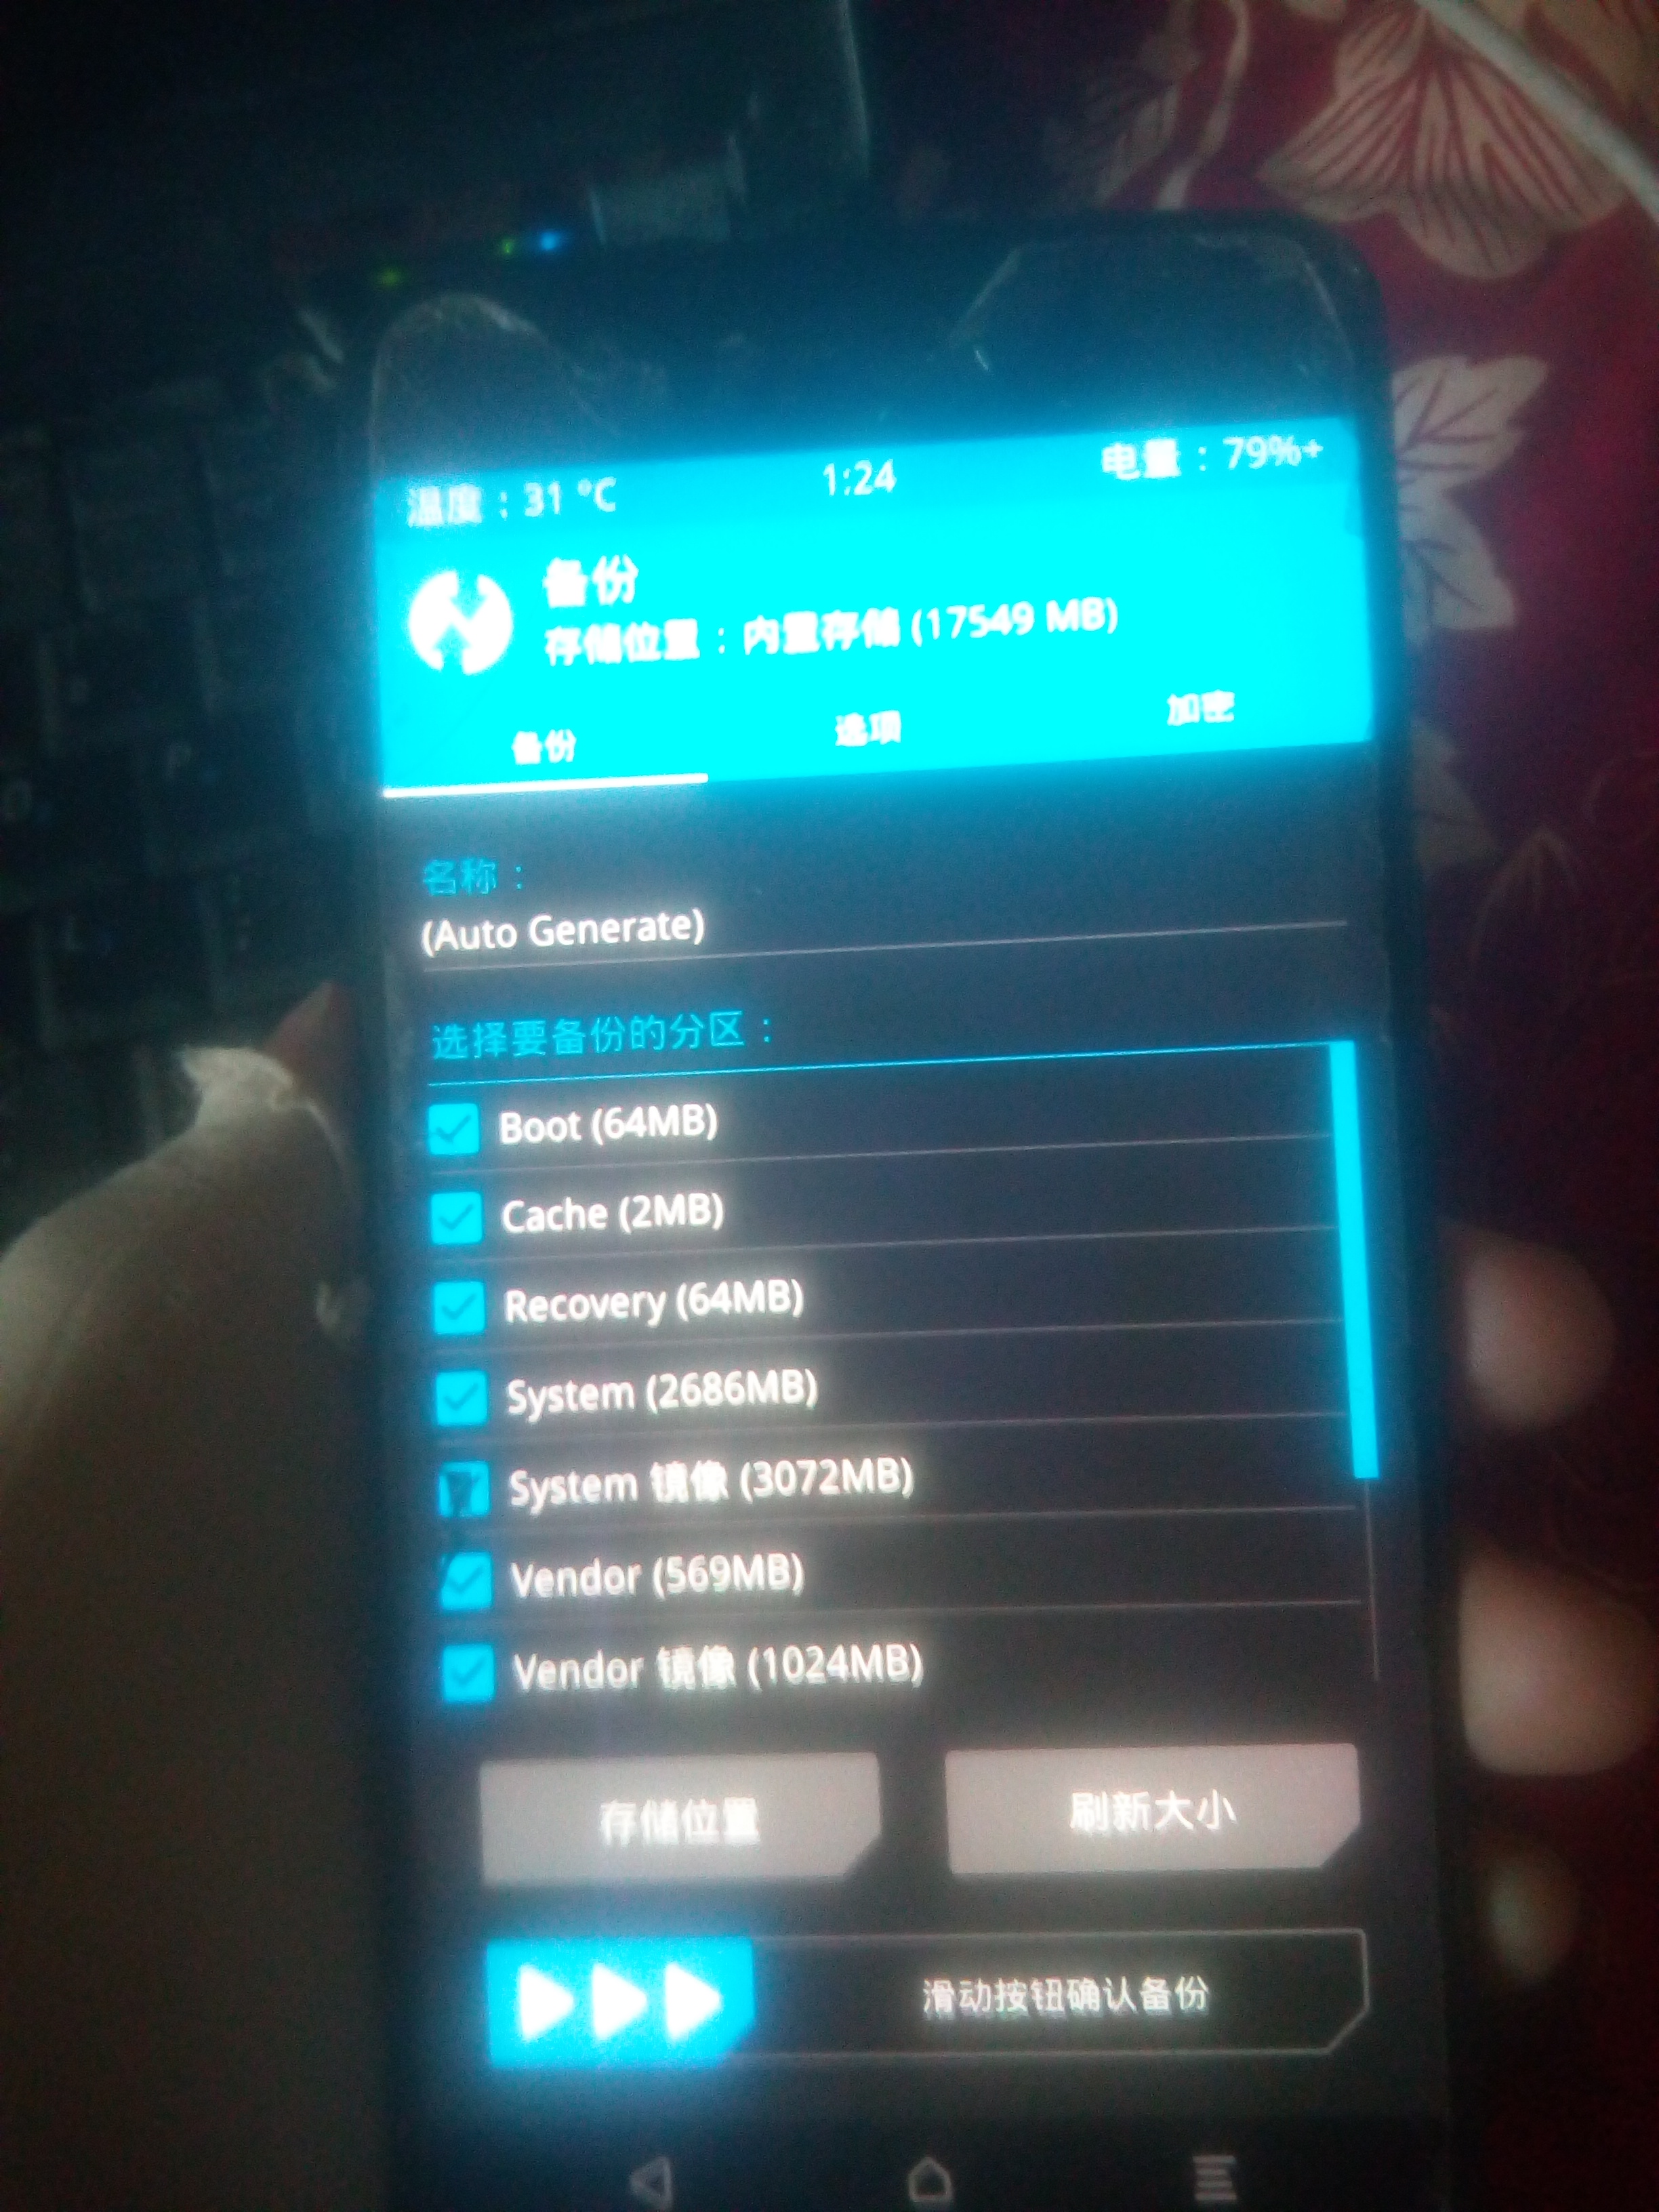 温度：31 °C
1:24
电量：79%+
备份
存储位置：内置存储 (17549 MB)
备份
选项
加密
名称：
(Auto Generate)
选择要备份的分区：
Boot (64MB)
Cache (2MB)
Recovery (64MB)
System (2686MB)
System 镜像 (3072MB)
Vendor (569MB)
Vendor 镜像 (1024MB)
存储位置
刷新大小
滑动按钮确认备份